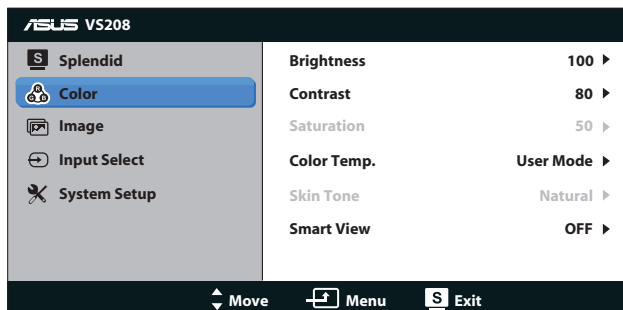 ASUS VS208
S Splendid
Color
Image
Input Select
System Setup
Brightness 100
Contrast 80
Saturation 50
Color Temp. User Mode
Skin Tone Natural
Smart View OFF
Move Menu S Exit